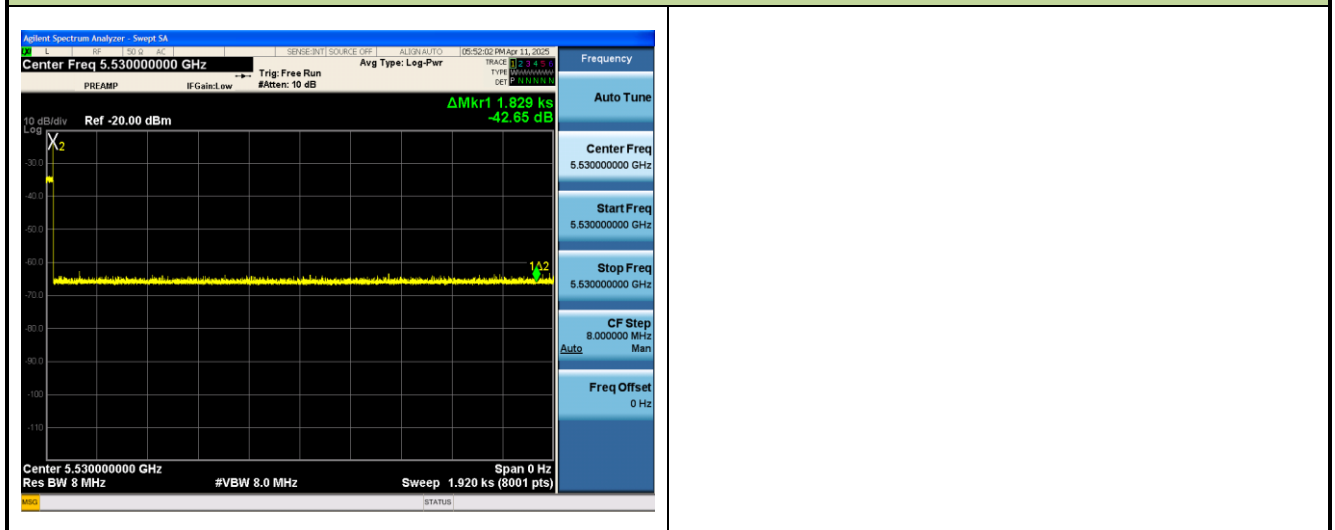 Agilent Spectrum Analyzer - Swept SA
L RF 50 Ω AC SENSE:INT SOURCE OFF ALIGN AUTO 05:52:02 PM Apr 11, 2025
Center Freq 5.530000000 GHz
Avg Type: Log-Pwr
TRACE 1 2 3 4 5 6
TYPE
DET P N N N N N
PREAMP
IFGain:Low
Trig: Free Run
#Atten: 10 dB
ΔMkr1 1.829 ks
-42.65 dB
10 dB/div
Log
Ref -20.00 dBm
X2
-30.0
-40.0
-50.0
-60.0
1Δ2
-70.0
-80.0
-90.0
-100
-110
Center 5.530000000 GHz
Span 0 Hz
Res BW 8 MHz
#VBW 8.0 MHz
Sweep 1.920 ks (8001 pts)
MSG
STATUS
Frequency
Auto Tune
Center Freq
5.530000000 GHz
Start Freq
5.530000000 GHz
Stop Freq
5.530000000 GHz
CF Step
8.000000 MHz
Auto Man
Freq Offset
0 Hz